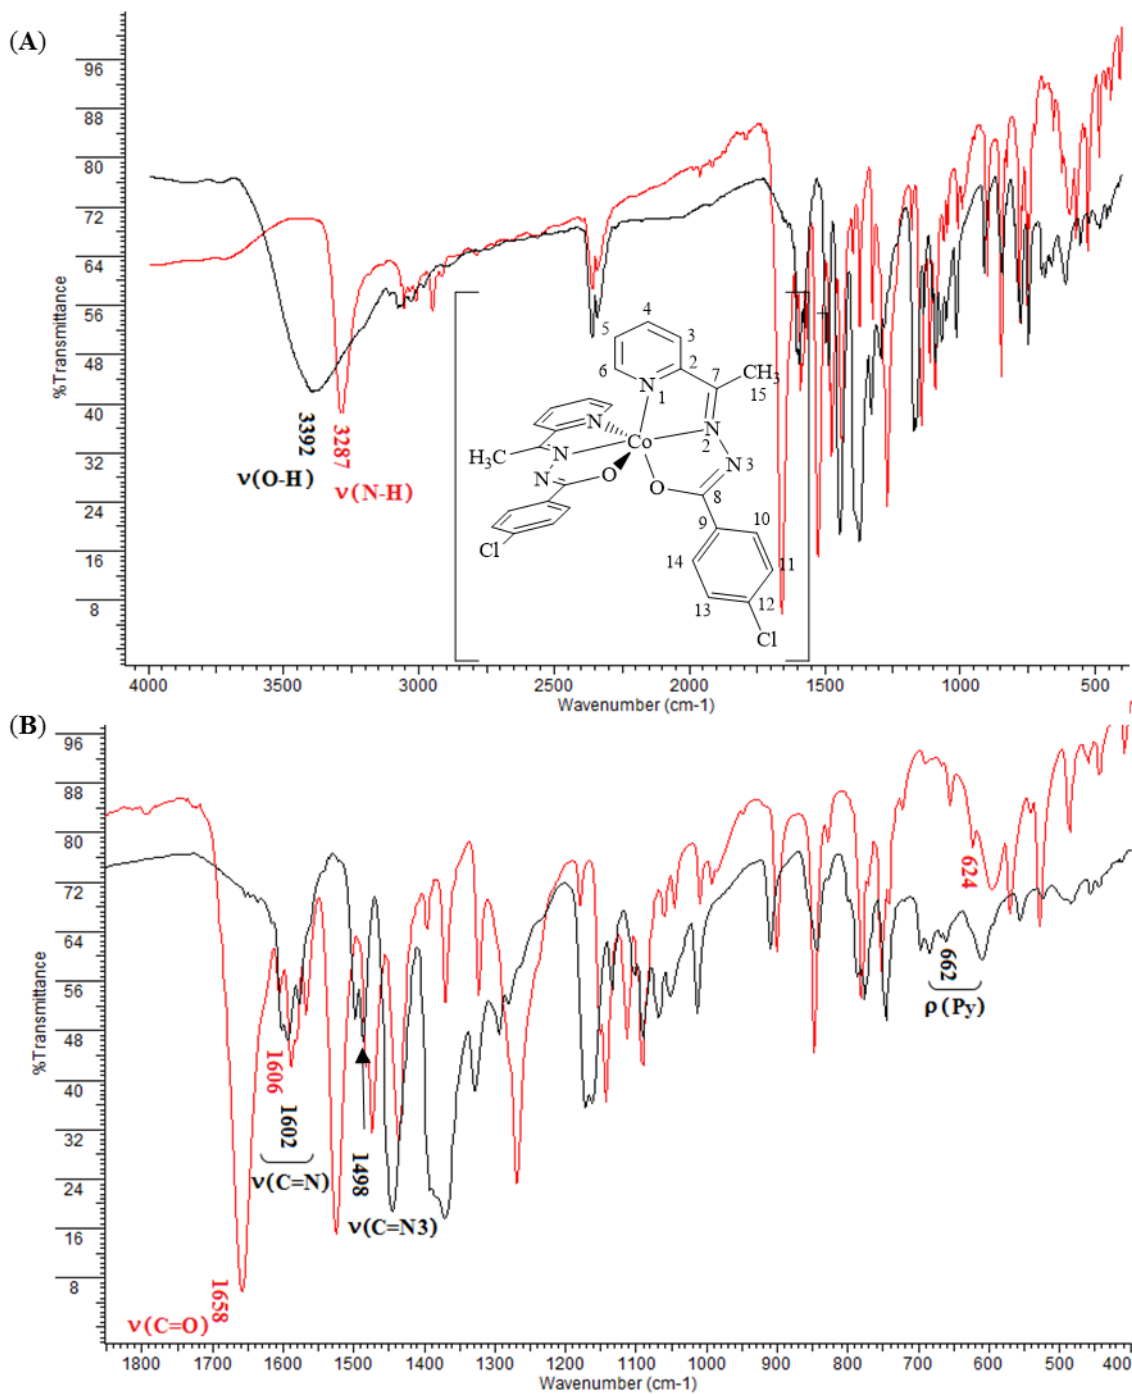 (A)
%Transmittance
96
88
80
72
64
56
48
40
32
24
16
8
3392
ν(O-H)
3287
ν(N-H)
4
5
3
6
2
7
CH3
15
N
1
N
2
N
3
N
N
N
Co
H3C
O
O
8
9
10
11
12
13
14
Cl
Cl
+
4000 3500 3000 2500 2000 1500 1000 500
Wavenumber (cm-1)
(B)
%Transmittance
96
88
80
72
64
56
48
40
32
24
16
8
1658
ν(C=O)
1606
1602
ν(C=N)
1498
ν(C=N3)
624
662
ρ(Py)
1800 1700 1600 1500 1400 1300 1200 1100 1000 900 800 700 600 500 400
Wavenumber (cm-1)